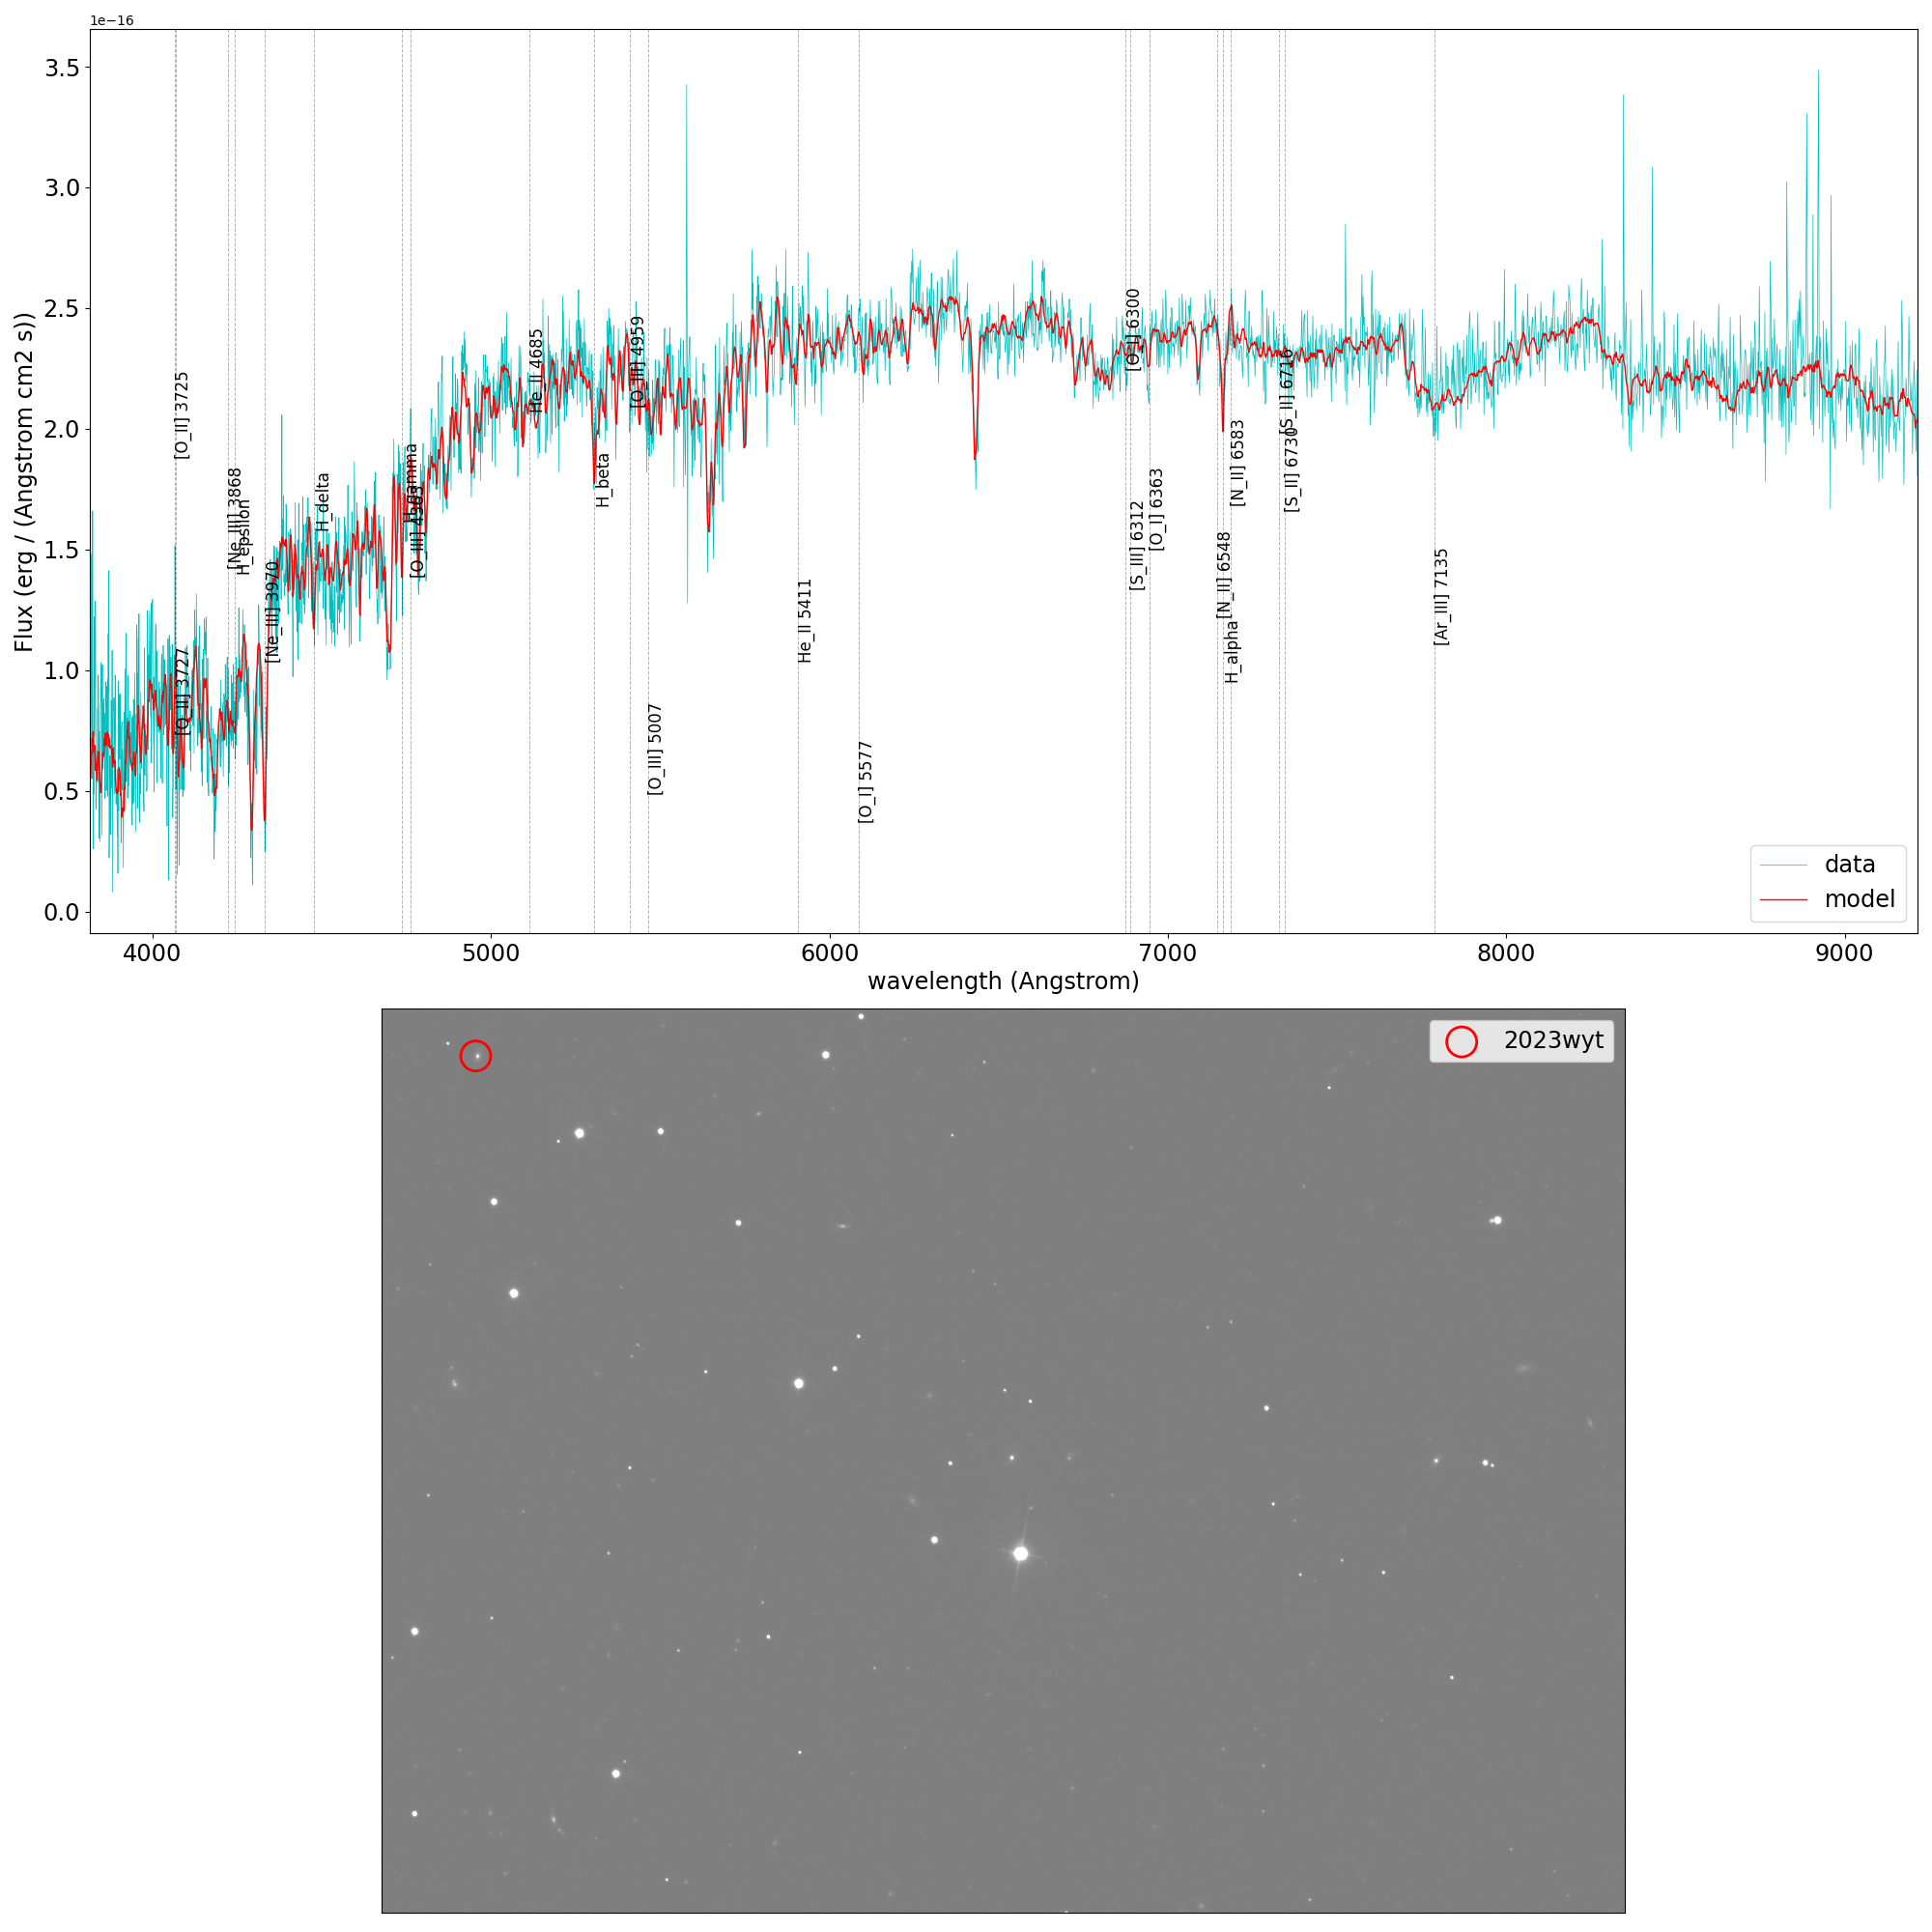 1e−16
Flux (erg / (Angstrom cm2 s))
3.5
3.0
2.5
2.0
1.5
1.0
0.5
0.0
[O_II] 3725
[O_II] 3727
[Ne_III] 3868
H_epsilon
[Ne_III] 3970
H_delta
H_gamma
[O_III] 4363
He_II 4685
H_beta
[O_III] 4959
[O_III] 5007
He_II 5411
[O_I] 5577
[O_I] 6300
[S_III] 6312
[O_I] 6363
[N_II] 6548
H_alpha
[N_II] 6583
[S_II] 6716
[S_II] 6730
[Ar_III] 7135
data
model
4000 5000 6000 7000 8000 9000
wavelength (Angstrom)
2023wyt